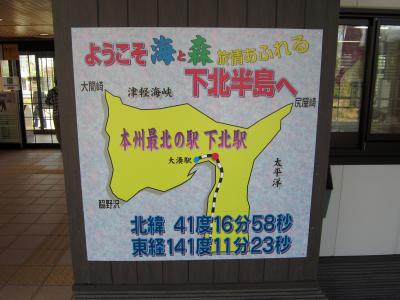 ようこそ海と森旅情あふれる
下北半島へ
大間崎
津軽海峡
尻屋崎
本州最北の駅 下北駅
大湊駅
太平洋
脇野沢
北緯 41度16分58秒
東経141度11分23秒